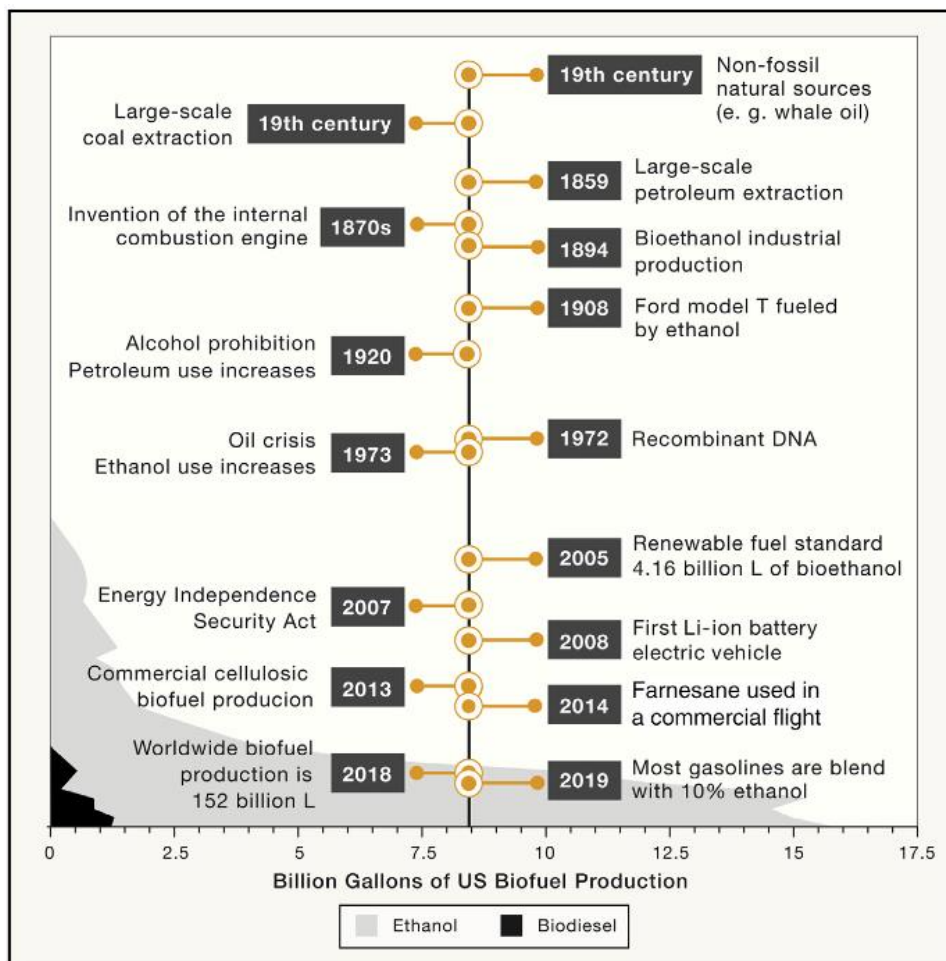 19th century
Non-fossil
natural sources
(e. g. whale oil)
Large-scale
coal extraction
19th century
1859
Large-scale
petroleum extraction
Invention of the internal
combustion engine
1870s
1894
Bioethanol industrial
production
1908
Ford model T fueled
by ethanol
Alcohol prohibition
Petroleum use increases
1920
1972
Recombinant DNA
Oil crisis
Ethanol use increases
1973
2005
Renewable fuel standard
4.16 billion L of bioethanol
Energy Independence
Security Act
2007
2008
First Li-ion battery
electric vehicle
Commercial cellulosic
biofuel producion
2013
2014
Farnesane used in
a commercial flight
Worldwide biofuel
production is
152 billion L
2018
2019
Most gasolines are blend
with 10% ethanol
0 2.5 5 7.5 10 12.5 15 17.5
Billion Gallons of US Biofuel Production
Ethanol Biodiesel